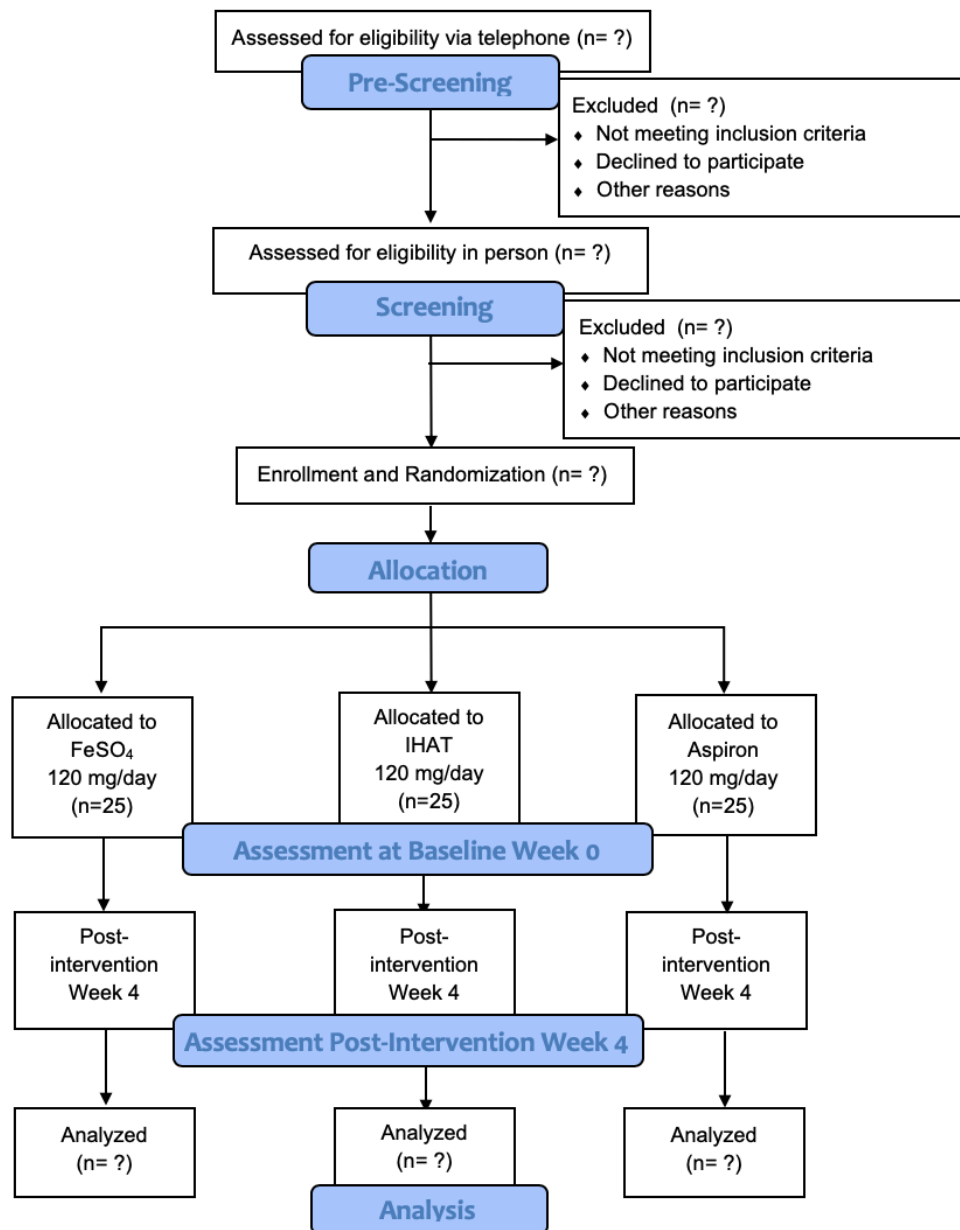 Assessed for eligibility via telephone (n= ?)
Pre-Screening
Excluded (n= ?)
♦ Not meeting inclusion criteria
♦ Declined to participate
♦ Other reasons
Assessed for eligibility in person (n= ?)
Screening
Excluded (n= ?)
♦ Not meeting inclusion criteria
♦ Declined to participate
♦ Other reasons
Enrollment and Randomization (n= ?)
Allocation
Allocated to
FeSO₄
120 mg/day
(n=25)
Allocated to
IHAT
120 mg/day
(n=25)
Allocated to
Aspiron
120 mg/day
(n=25)
Assessment at Baseline Week 0
Post-
intervention
Week 4
Post-
intervention
Week 4
Post-
intervention
Week 4
Assessment Post-Intervention Week 4
Analyzed
(n= ?)
Analyzed
(n= ?)
Analyzed
(n= ?)
Analysis